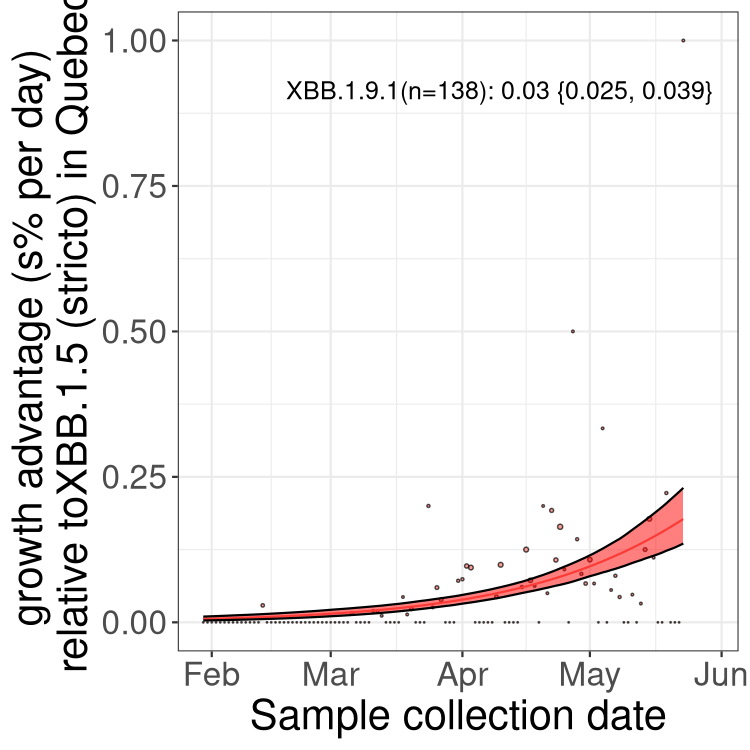 growth advantage (s% per day)
relative toXBB.1.5 (stricto) in Quebec
1.00
0.75
0.50
0.25
0.00
XBB.1.9.1(n=138): 0.03 {0.025, 0.039}
Feb Mar Apr May Jun
Sample collection date